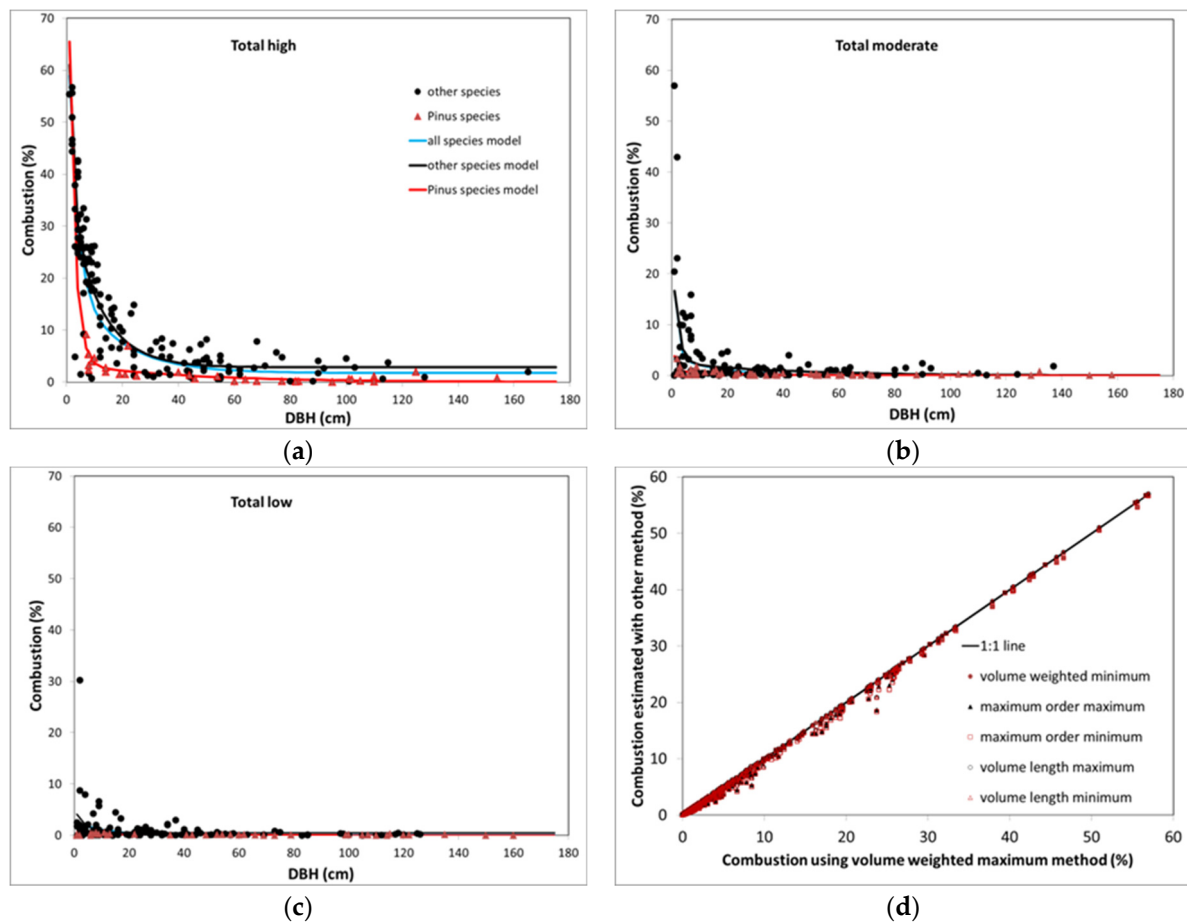 Total high
other species
Pinus species
all species model
other species model
Pinus species model
Combustion (%)
70
60
50
40
30
20
10
0
0 20 40 60 80 100 120 140 160 180
DBH (cm)
(a)
Total moderate
Combustion (%)
70
60
50
40
30
20
10
0
0 20 40 60 80 100 120 140 160 180
DBH (cm)
(b)
Total low
Combustion (%)
70
60
50
40
30
20
10
0
0 20 40 60 80 100 120 140 160 180
DBH (cm)
(c)
Combustion estimated with other method (%)
60
50
40
30
20
10
0
1:1 line
volume weighted minimum
maximum order maximum
maximum order minimum
volume length maximum
volume length minimum
0 10 20 30 40 50 60
Combustion using volume weighted maximum method (%)
(d)